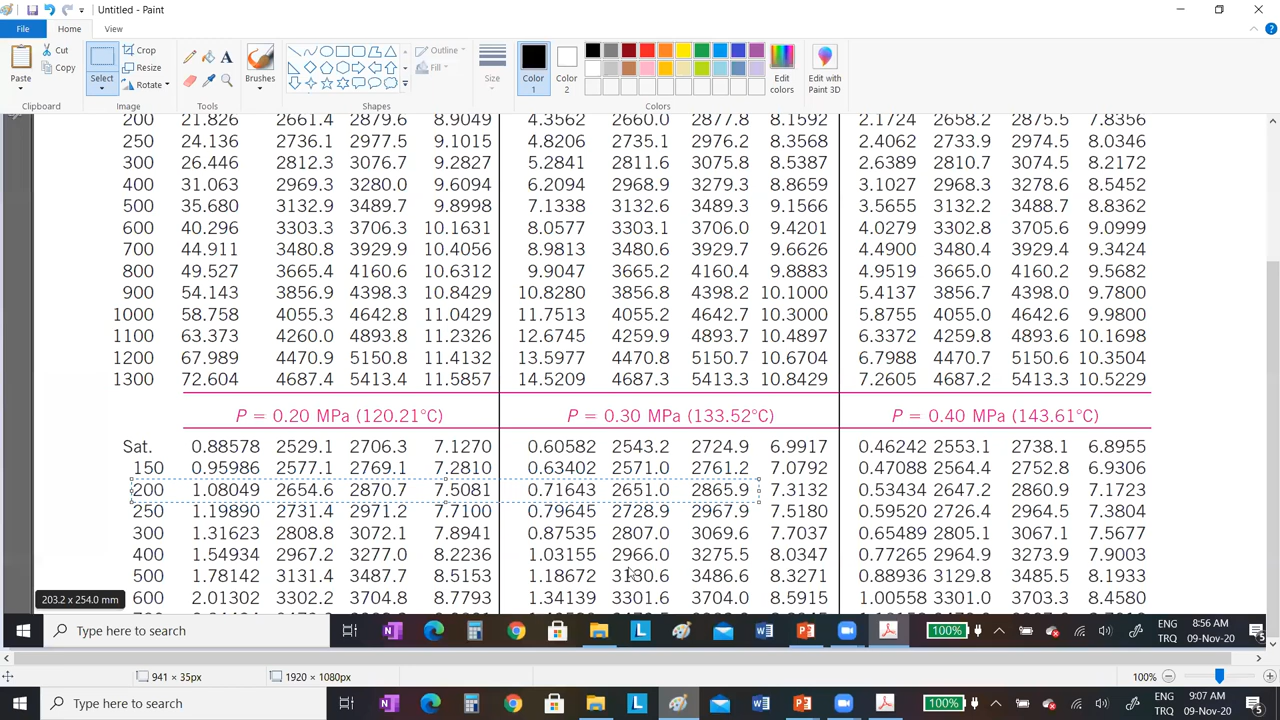 Untitled - Paint
File Home View
Paste Cut Copy Clipboard
Select Crop Resize Rotate Image
Tools
Brushes
Shapes Outline Fill
Size
Color 1 Color 2 Edit colors Edit with Paint 3D Colors
200 21.826 2661.4 2879.6 8.9049 4.3562 2660.0 2877.8 8.1592 2.1724 2658.2 2875.5 7.8356
250 24.136 2736.1 2977.5 9.1015 4.8206 2735.1 2976.2 8.3568 2.4062 2733.9 2974.5 8.0346
300 26.446 2812.3 3076.7 9.2827 5.2841 2811.6 3075.8 8.5387 2.6389 2810.7 3074.5 8.2172
400 31.063 2969.3 3280.0 9.6094 6.2094 2968.9 3279.3 8.8659 3.1027 2968.3 3278.6 8.5452
500 35.680 3132.9 3489.7 9.8998 7.1338 3132.6 3489.3 9.1566 3.5655 3132.2 3488.7 8.8362
600 40.296 3303.3 3706.3 10.1631 8.0577 3303.1 3706.0 9.4201 4.0279 3302.8 3705.6 9.0999
700 44.911 3480.8 3929.9 10.4056 8.9813 3480.6 3929.7 9.6626 4.4900 3480.4 3929.4 9.3424
800 49.527 3665.4 4160.6 10.6312 9.9047 3665.2 4160.4 9.8883 4.9519 3665.0 4160.2 9.5682
900 54.143 3856.9 4398.3 10.8429 10.8280 3856.8 4398.2 10.1000 5.4137 3856.7 4398.0 9.7800
1000 58.758 4055.3 4642.8 11.0429 11.7513 4055.2 4642.7 10.3000 5.8755 4055.0 4642.6 9.9800
1100 63.373 4260.0 4893.8 11.2326 12.6745 4259.9 4893.7 10.4897 6.3372 4259.8 4893.6 10.1698
1200 67.989 4470.9 5150.8 11.4132 13.5977 4470.8 5150.7 10.6704 6.7988 4470.7 5150.6 10.3504
1300 72.604 4687.4 5413.4 11.5857 14.5209 4687.3 5413.3 10.8429 7.2605 4687.2 5413.3 10.5229
P = 0.20 MPa (120.21°C) P = 0.30 MPa (133.52°C) P = 0.40 MPa (143.61°C)
Sat. 0.88578 2529.1 2706.3 7.1270 0.60582 2543.2 2724.9 6.9917 0.46242 2553.1 2738.1 6.8955
150 0.95986 2577.1 2769.1 7.2810 0.63402 2571.0 2761.2 7.0792 0.47088 2564.4 2752.8 6.9306
200 1.08049 2654.6 2870.7 7.5081 0.71643 2651.0 2865.9 7.3132 0.53434 2647.2 2860.9 7.1723
250 1.19890 2731.4 2971.2 7.7100 0.79645 2728.9 2967.9 7.5180 0.59520 2726.4 2964.5 7.3804
300 1.31623 2808.8 3072.1 7.8941 0.87535 2807.0 3069.6 7.7037 0.65489 2805.1 3067.1 7.5677
400 1.54934 2967.2 3277.0 8.2236 1.03155 2966.0 3275.5 8.0347 0.77265 2964.9 3273.9 7.9003
500 1.78142 3131.4 3487.7 8.5153 1.18672 3130.6 3486.6 8.3271 0.88936 3129.8 3485.5 8.1933
600 2.01302 3302.2 3704.8 8.7793 1.34139 3301.6 3704.0 8.5915 1.00558 3301.0 3703.3 8.4580
203.2 x 254.0 mm
Type here to search 100% ENG TRQ 8:56 AM 09-Nov-20
941 × 35px 1920 × 1080px 100%
Type here to search 100% ENG TRQ 9:07 AM 09-Nov-20